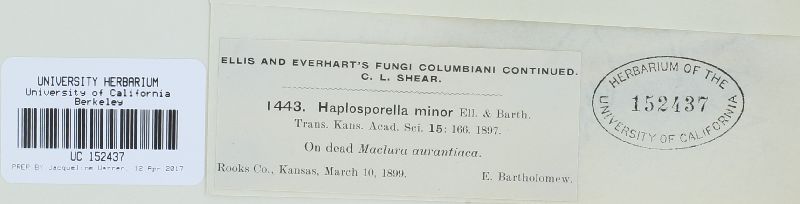 UNIVERSITY HERBARIUM
University of California
Berkeley
UC 152437
PREP. BY Jacqueline Warner, 12 Apr 2017
ELLIS AND EVERHART'S FUNGI COLUMBIANI CONTINUED.
C. L. SHEAR.
1443. Haplosporella minor Ell. & Barth.
Trans. Kans. Acad. Sci. 15: 166. 1897.
On dead Maclura aurantiaca.
Rooks Co., Kansas, March 10, 1899. E. Bartholomew.
HERBARIUM OF THE
152437
UNIVERSITY OF CALIFORNIA